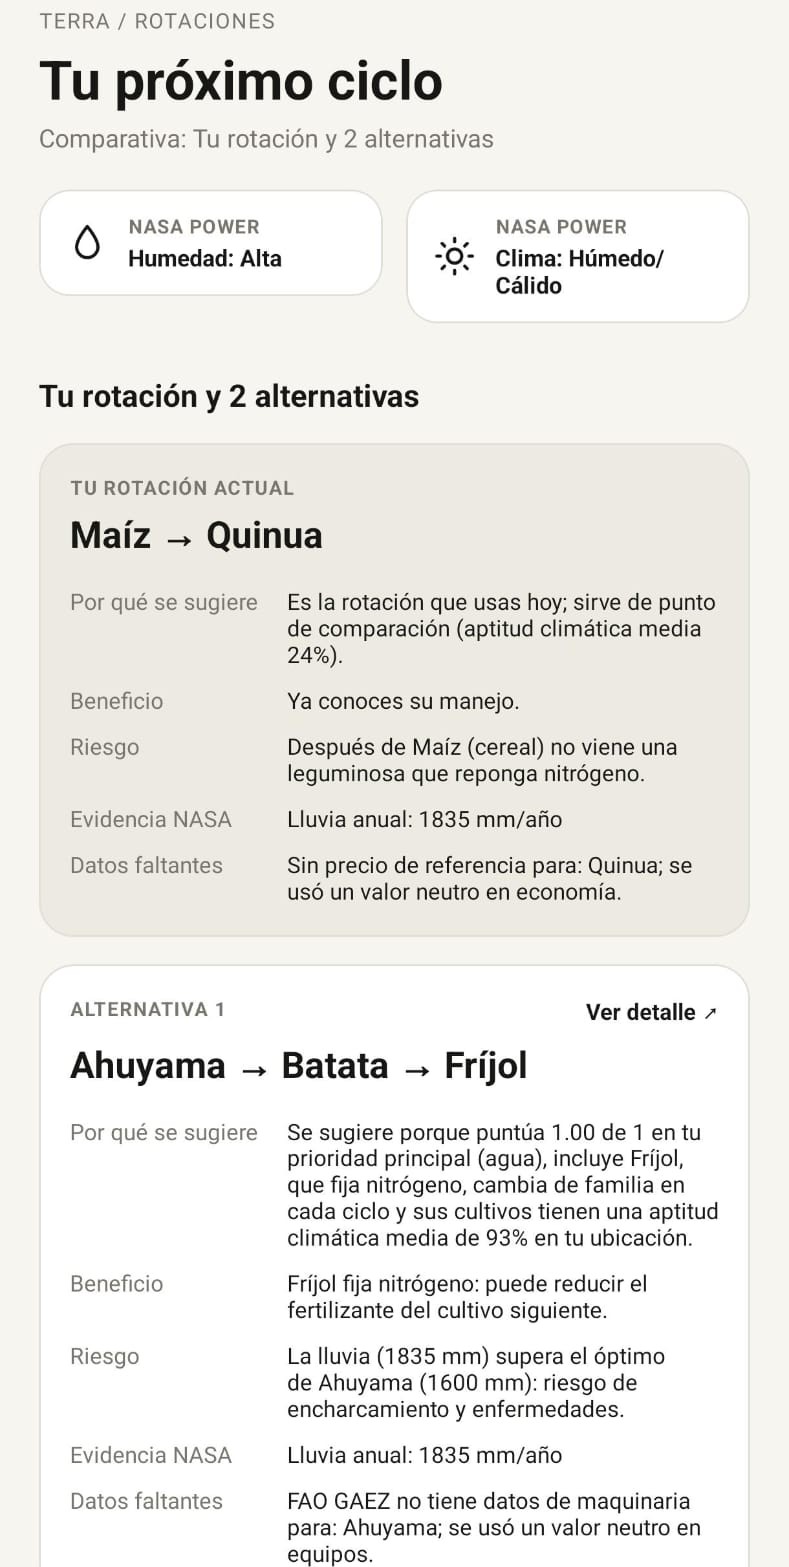 TERRA / ROTACIONES
Tu próximo ciclo
Comparativa: Tu rotación y 2 alternativas
NASA POWER
Humedad: Alta
NASA POWER
Clima: Húmedo/
Cálido
Tu rotación y 2 alternativas
TU ROTACIÓN ACTUAL
Maíz → Quinua
Por qué se sugiere
Es la rotación que usas hoy; sirve de punto
de comparación (aptitud climática media
24%).
Beneficio
Ya conoces su manejo.
Riesgo
Después de Maíz (cereal) no viene una
leguminosa que reponga nitrógeno.
Evidencia NASA
Lluvia anual: 1835 mm/año
Datos faltantes
Sin precio de referencia para: Quinua; se
usó un valor neutro en economía.
ALTERNATIVA 1
Ver detalle ↗
Ahuyama → Batata → Fríjol
Por qué se sugiere
Se sugiere porque puntúa 1.00 de 1 en tu
prioridad principal (agua), incluye Fríjol,
que fija nitrógeno, cambia de familia en
cada ciclo y sus cultivos tienen una aptitud
climática media de 93% en tu ubicación.
Beneficio
Fríjol fija nitrógeno: puede reducir el
fertilizante del cultivo siguiente.
Riesgo
La lluvia (1835 mm) supera el óptimo
de Ahuyama (1600 mm): riesgo de
encharcamiento y enfermedades.
Evidencia NASA
Lluvia anual: 1835 mm/año
Datos faltantes
FAO GAEZ no tiene datos de maquinaria
para: Ahuyama; se usó un valor neutro en
equipos.